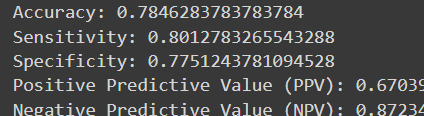 Accuracy: 0.7846283783783784
Sensitivity: 0.8012783265543288
Specificity: 0.7751243781094528
Positive Predictive Value (PPV): 0.67039
Negative Predictive Value (NPV): 0.87234